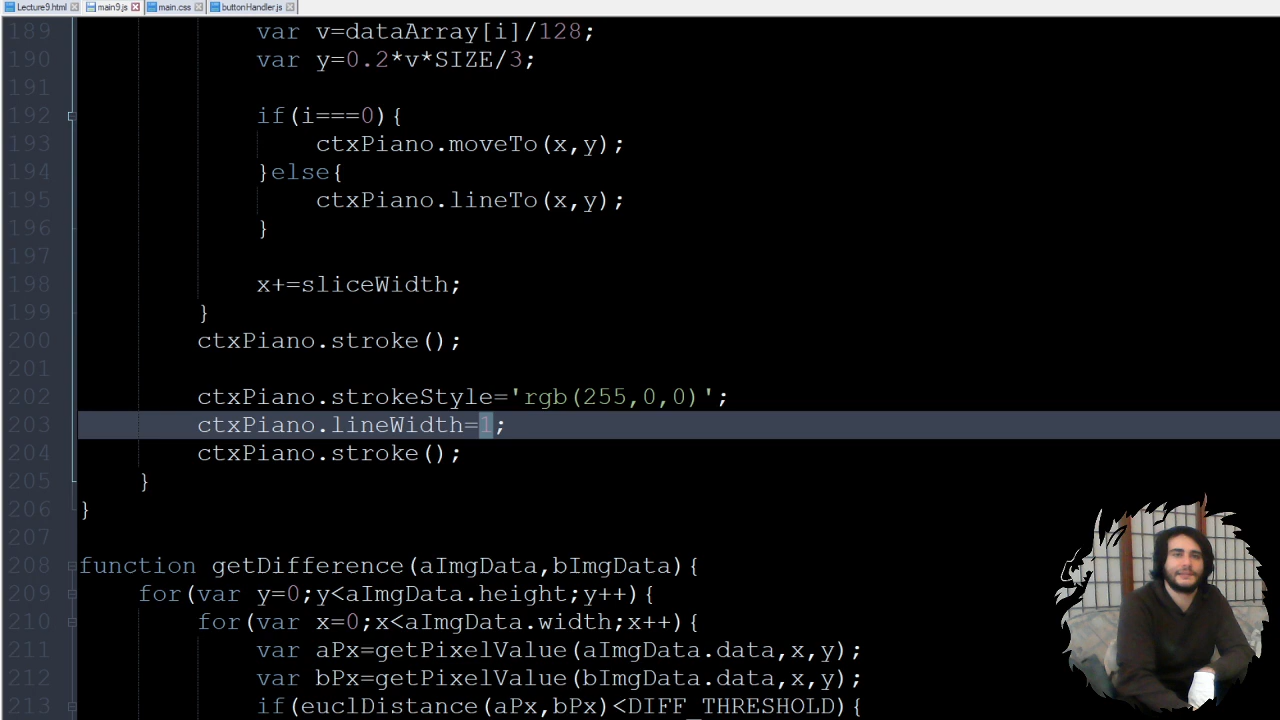 Lecture9.html main9.js main.css buttonHandler.js
189 var v=dataArray[i]/128;
190 var y=0.2*v*SIZE/3;
191
192 if(i===0){
193 ctxPiano.moveTo(x,y);
194 }else{
195 ctxPiano.lineTo(x,y);
196 }
197
198 x+=sliceWidth;
199 }
200 ctxPiano.stroke();
201
202 ctxPiano.strokeStyle='rgb(255,0,0)';
203 ctxPiano.lineWidth=1;
204 ctxPiano.stroke();
205 }
206 }
207
208 function getDifference(aImgData,bImgData){
209 for(var y=0;y<aImgData.height;y++){
210 for(var x=0;x<aImgData.width;x++){
211 var aPx=getPixelValue(aImgData.data,x,y);
212 var bPx=getPixelValue(bImgData.data,x,y);
213 if(euclDistance(aPx,bPx)<DIFF_THRESHOLD){